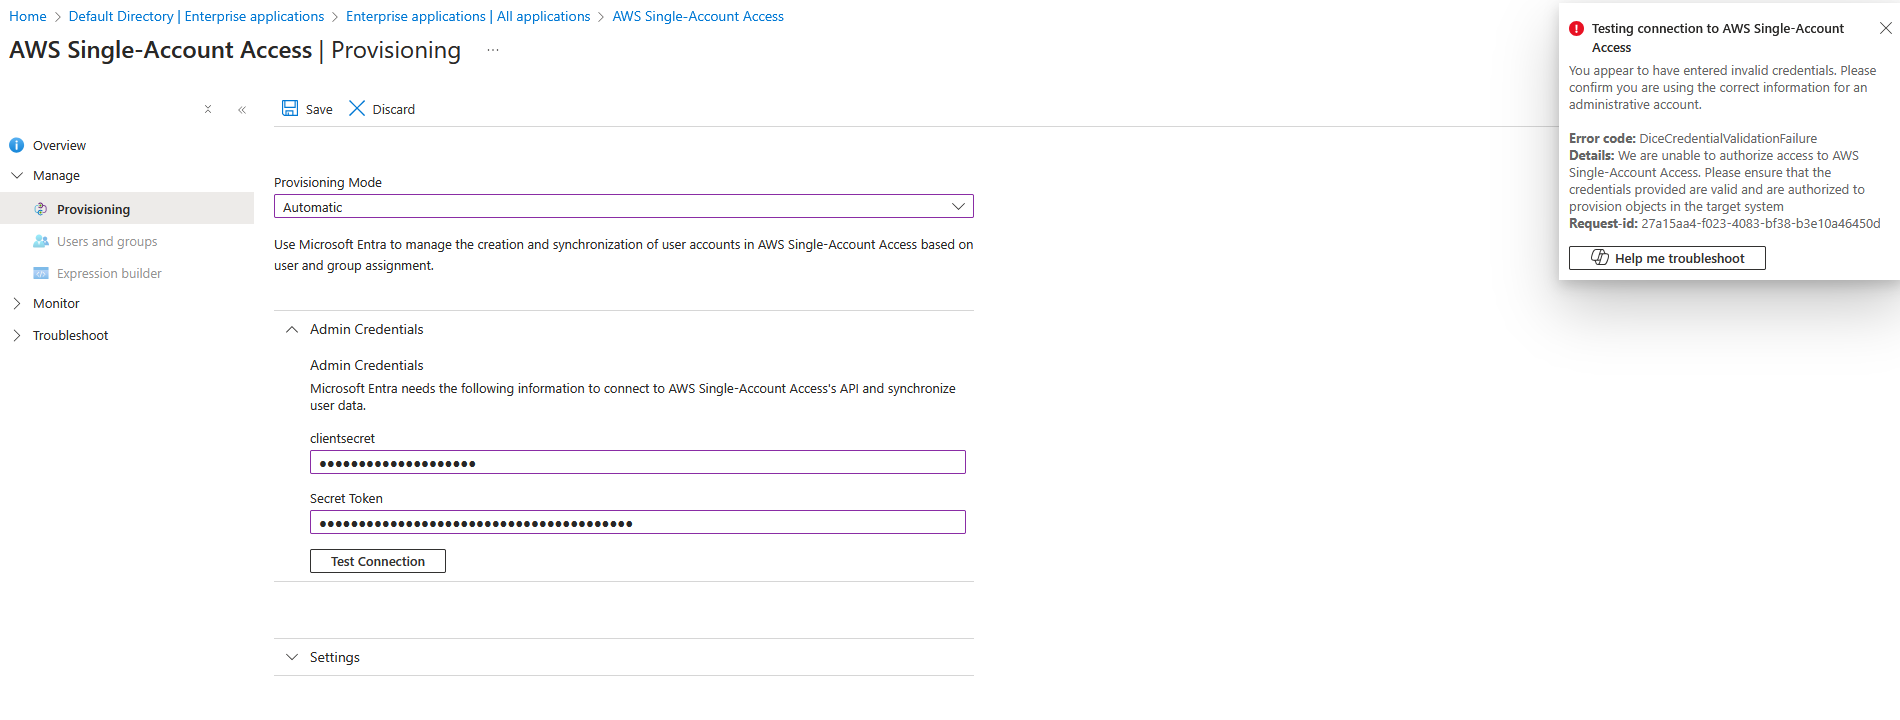 Home > Default Directory | Enterprise applications > Enterprise applications | All applications > AWS Single-Account Access
AWS Single-Account Access | Provisioning ...
Save Discard
Overview
Manage
Provisioning
Users and groups
Expression builder
Monitor
Troubleshoot
Provisioning Mode
Automatic
Use Microsoft Entra to manage the creation and synchronization of user accounts in AWS Single-Account Access based on
user and group assignment.
Admin Credentials
Admin Credentials
Microsoft Entra needs the following information to connect to AWS Single-Account Access's API and synchronize
user data.
clientsecret
••••••••••••••••••••
Secret Token
••••••••••••••••••••••••••••••••••••••••
Test Connection
Settings
Testing connection to AWS Single-Account
Access
You appear to have entered invalid credentials. Please
confirm you are using the correct information for an
administrative account.
Error code: DiceCredentialValidationFailure
Details: We are unable to authorize access to AWS
Single-Account Access. Please ensure that the
credentials provided are valid and are authorized to
provision objects in the target system
Request-id: 27a15aa4-f023-4083-bf38-b3e10a46450d
Help me troubleshoot